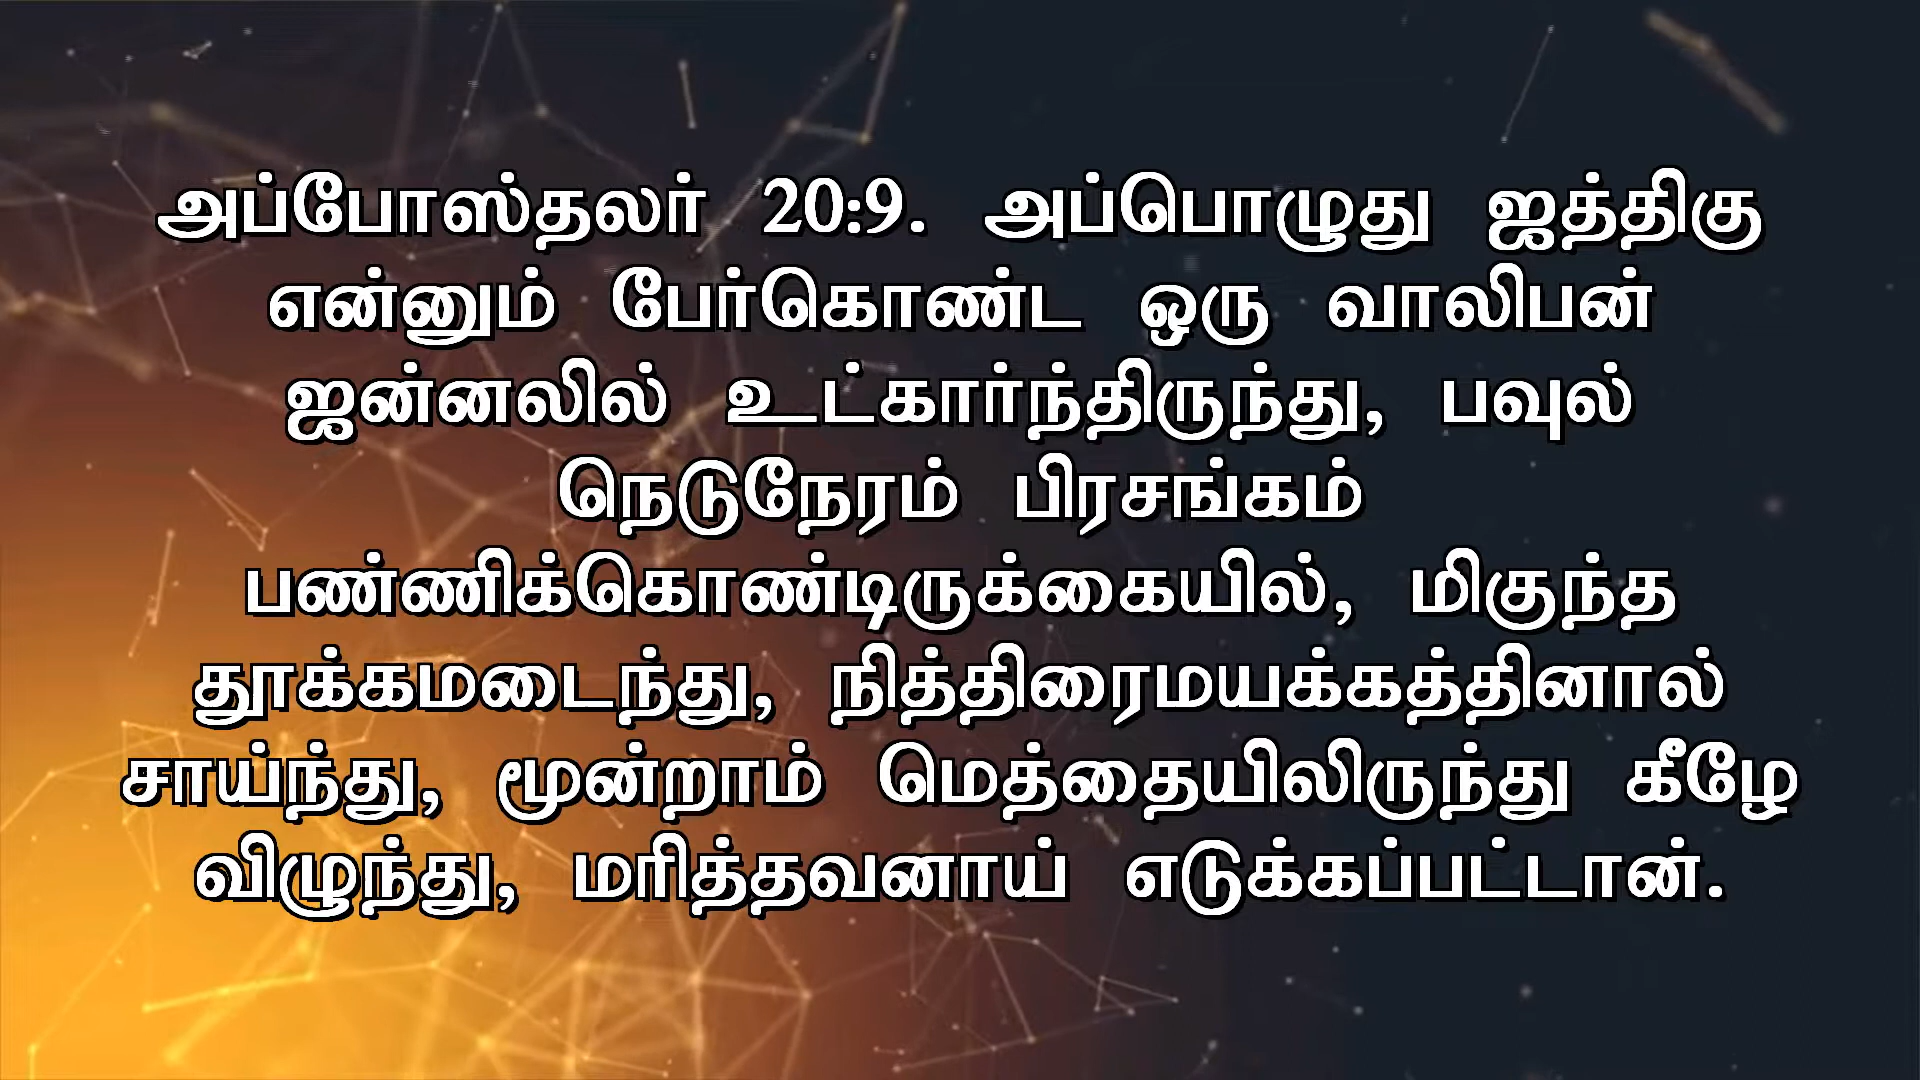 அப்போஸ்தலர் 20:9. அப்பொழுது ஐத்திகு
என்னும் பேர்கொண்ட ஒரு வாலிபன்
ஜன்னலில் உட்கார்ந்திருந்து, பவுல்
நெடுநேரம் பிரசங்கம்
பண்ணிக்கொண்டிருக்கையில், மிகுந்த
தூக்கமடைந்து, நித்திரைமயக்கத்தினால்
சாய்ந்து, மூன்றாம் மெத்தையிலிருந்து கீழே
விழுந்து, மரித்தவனாய் எடுக்கப்பட்டான்.